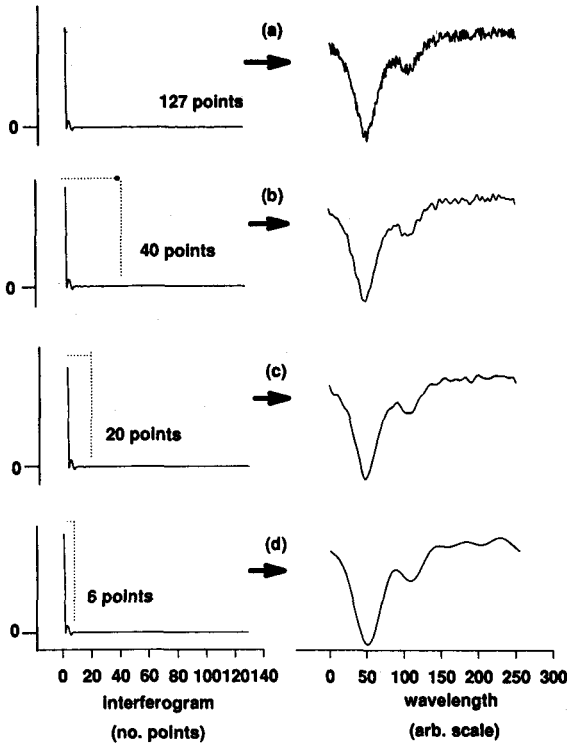 (a)
127 points
0
(b)
40 points
0
(c)
20 points
0
(d)
6 points
0
0 20 40 60 80 100120140
interferogram
(no. points)
0 50 100 150 200 250 300
wavelength
(arb. scale)